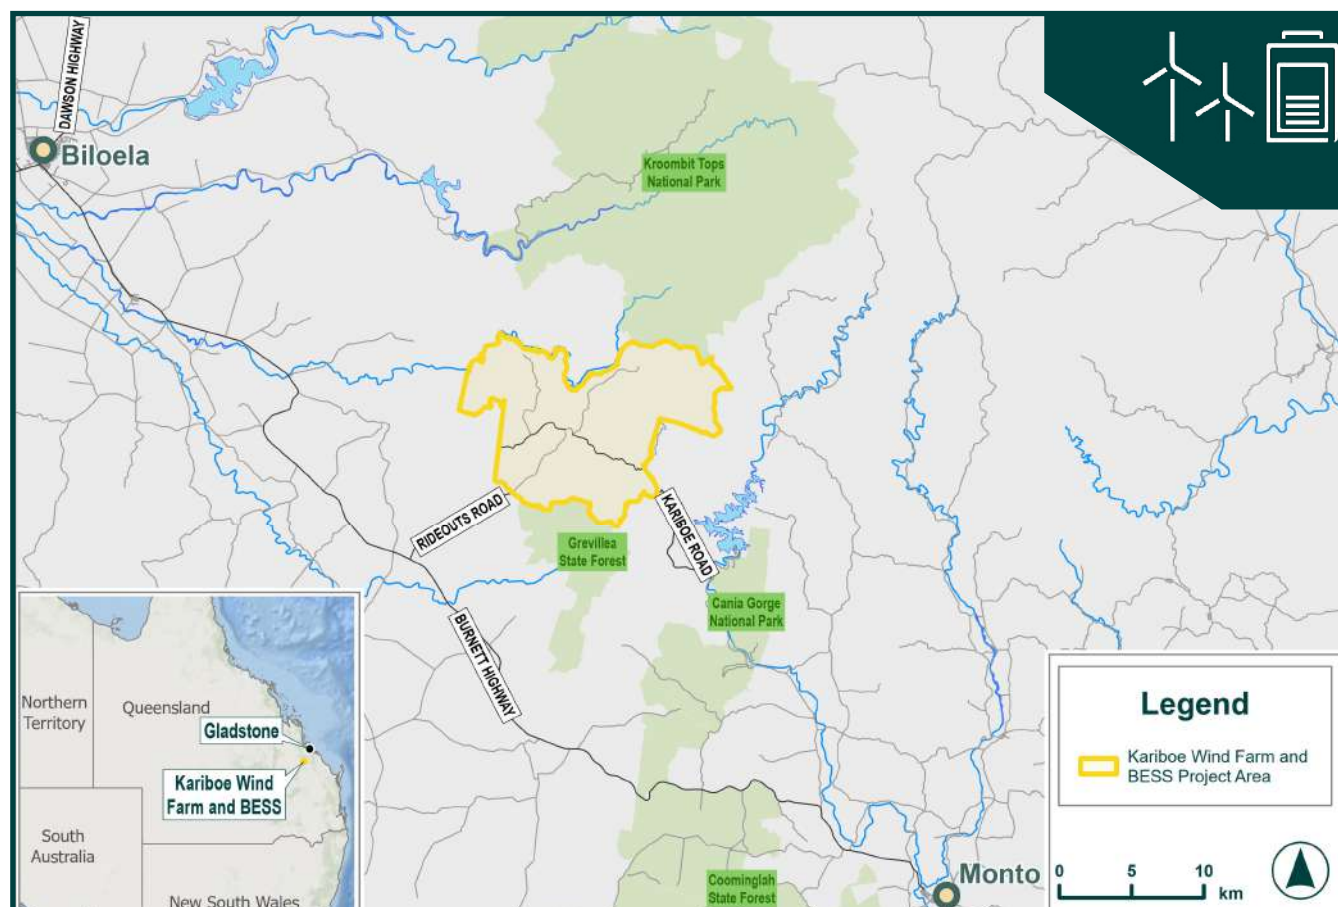 DAWSON HIGHWAY
Biloela
Kroombit Tops
National Park
RIDEOUTS ROAD
KARIBOE ROAD
Grevillea
State Forest
Cania Gorge
National Park
BURNETT HIGHWAY
Northern
Territory
Queensland
Gladstone
Kariboe Wind
Farm and BESS
South
Australia
New South Wales
Legend
Kariboe Wind Farm and
BESS Project Area
Coominglah
State Forest
Monto
0 5 10
km